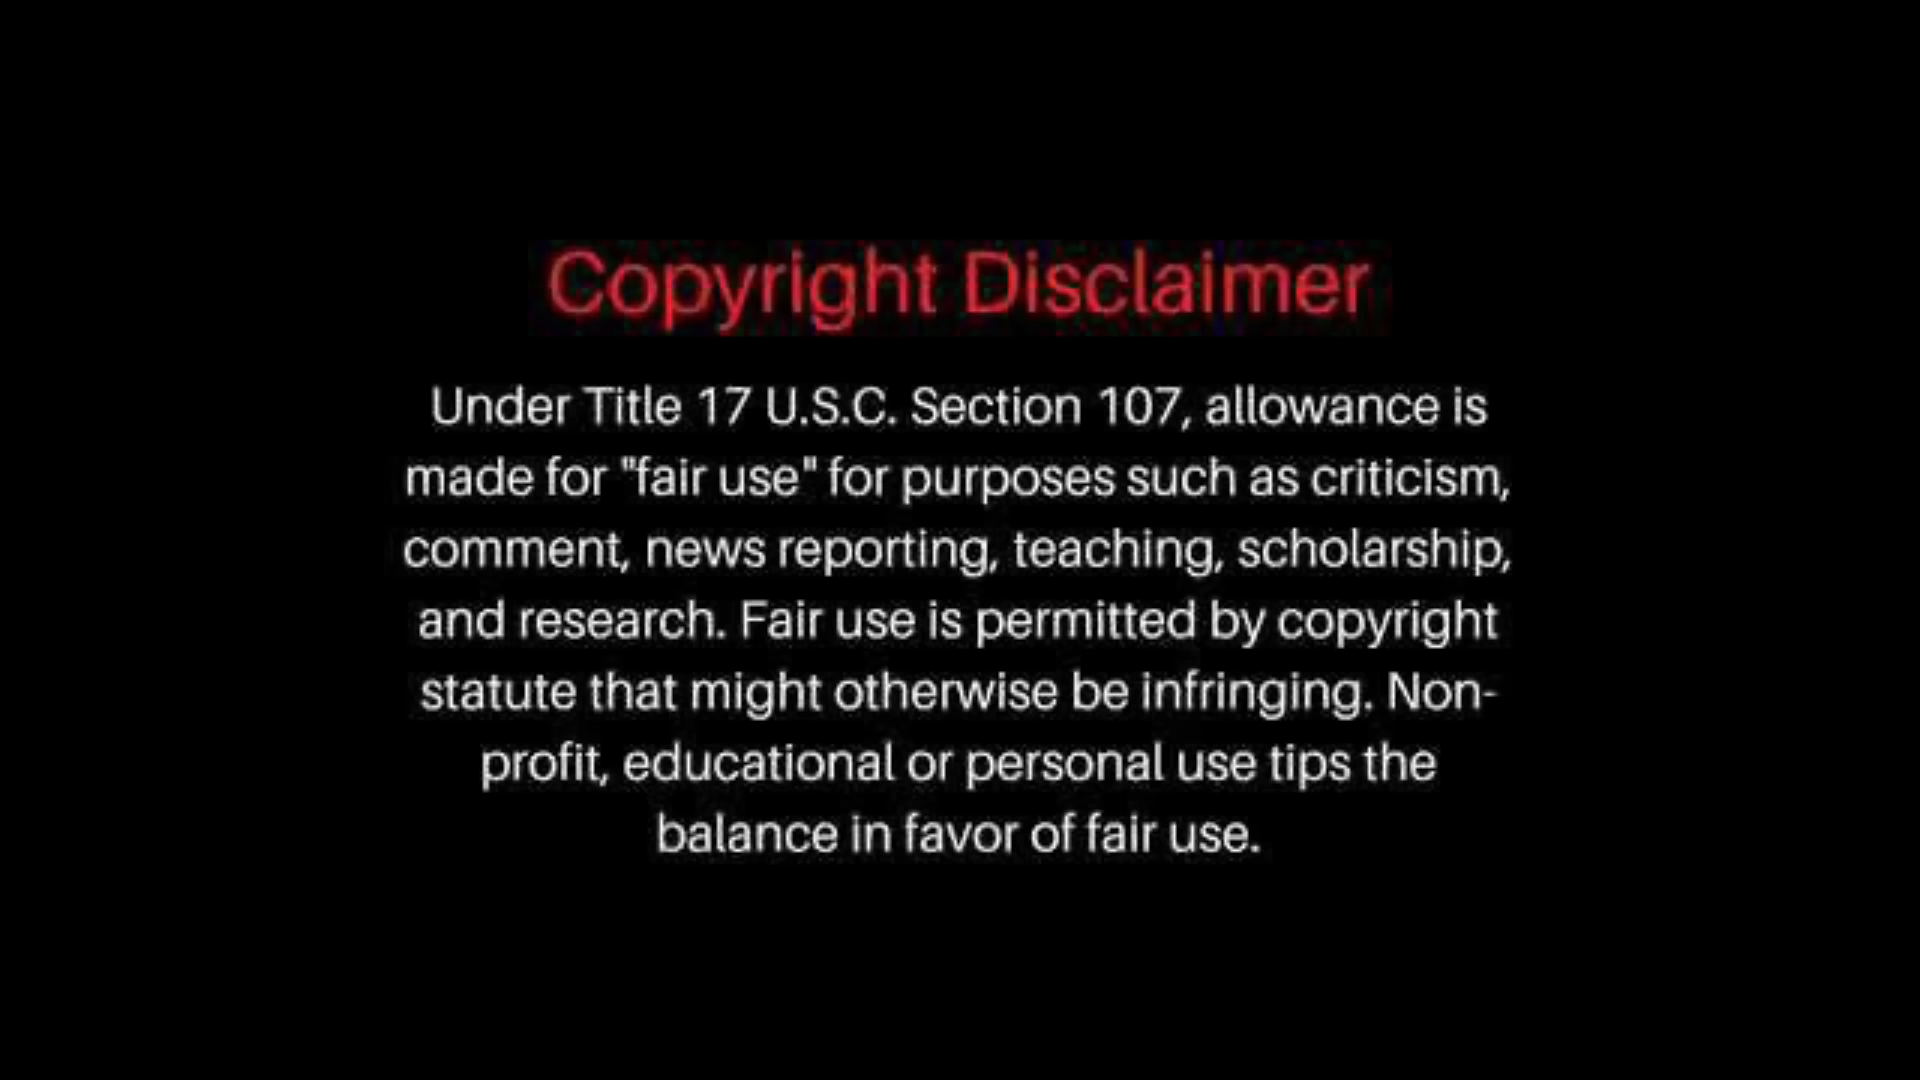 Copyright Disclaimer
Under Title 17 U.S.C. Section 107, allowance is
made for "fair use" for purposes such as criticism,
comment, news reporting, teaching, scholarship,
and research. Fair use is permitted by copyright
statute that might otherwise be infringing. Non-
profit, educational or personal use tips the
balance in favor of fair use.